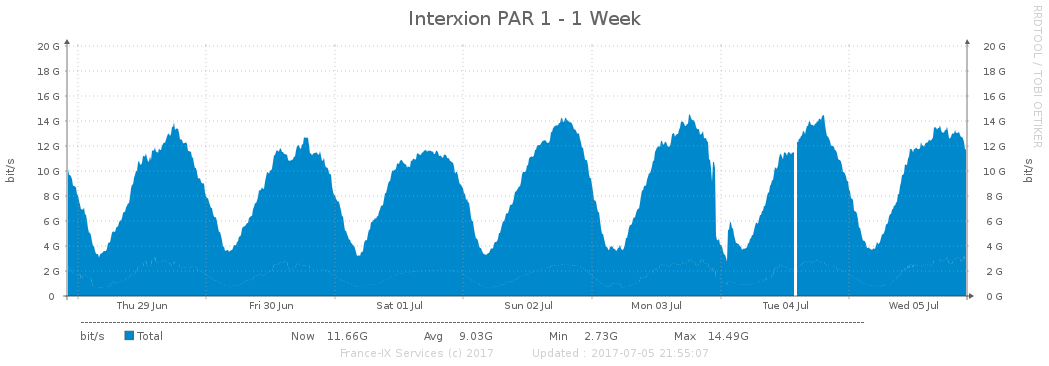 Interxion PAR 1 - 1 Week
RRDTOOL / TOBI OETIKER
20 G 20 G
18 G 18 G
16 G 16 G
14 G 14 G
12 G 12 G
10 G 10 G
8 G 8 G
6 G 6 G
4 G 4 G
2 G 2 G
0 0 G
bit/s bit/s
Thu 29 Jun Fri 30 Jun Sat 01 Jul Sun 02 Jul Mon 03 Jul Tue 04 Jul Wed 05 Jul
bit/s Total Now 11.66G Avg 9.03G Min 2.73G Max 14.49G
France-IX Services (c) 2017 Updated : 2017-07-05 21:55:07